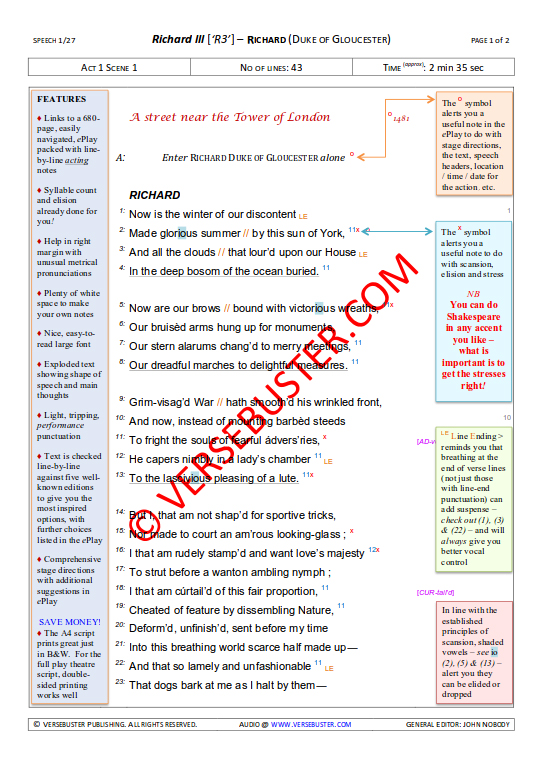 SPEECH 1/27
Richard III ['R3'] – RICHARD (DUKE OF GLOUCESTER)
PAGE 1 of 2
ACT 1 SCENE 1
NO OF LINES: 43
TIME (approx): 2 min 35 sec
FEATURES
♦ Links to a 680-
page, easily
navigated, ePlay
packed with line-
by-line acting
notes
♦ Syllable count
and elision
already done for
you!
♦ Help in right
margin with
unusual metrical
pronunciations
♦ Plenty of white
space to make
your own notes
♦ Nice, easy-to-
read large font
♦ Exploded text
showing shape of
speech and main
thoughts
♦ Light, tripping,
performance
punctuation
♦ Text is checked
line-by-line
against five well-
known editions
to give you the
most inspired
options, with
further choices
listed in the ePlay
♦ Comprehensive
stage directions
with additional
suggestions in
ePlay
SAVE MONEY!
♦ The A4 script
prints great just
in B&W. For the
full play theatre
script, double-
sided printing
works well
A street near the Tower of London
° 1481
A: Enter RICHARD DUKE OF GLOUCESTER alone °
RICHARD
1: Now is the winter of our discontent LE
2: Made glorious summer // by this sun of York, 11x
3: And all the clouds // that lour'd upon our House LE
4: In the deep bosom of the ocean buried. 11
5: Now are our brows // bound with victorious wreaths, 11x
6: Our bruisèd arms hung up for monuments,
7: Our stern alarums chang'd to merry meetings, 11
8: Our dreadful marches to delightful measures. 11
9: Grim-visag'd War // hath smooth'd his wrinkled front,
10: And now, instead of mounting barbèd steeds
11: To fright the souls of fearful ádvers'ries, x
12: He capers nimbly in a lady's chamber 11 LE
13: To the lascivious pleasing of a lute. 11x
14: But I, that am not shap'd for sportive tricks,
15: Nor made to court an am'rous looking-glass ; x
16: I that am rudely stamp'd and want love's majesty 12x
17: To strut before a wanton ambling nymph ;
18: I that am cúrtail'd of this fair proportion, 11
19: Cheated of feature by dissembling Nature, 11
20: Deform'd, unfinish'd, sent before my time
21: Into this breathing world scarce half made up—
22: And that so lamely and unfashionable 11 LE
23: That dogs bark at me as I halt by them—
© VERSEBUSTER.COM
The ° symbol
alerts you a
useful note in the
ePlay to do with
stage directions,
the text, speech
headers, location
/ time / date for
the action. etc.
1
The x symbol
alerts you a
useful note to do
with scansion,
elision and stress
NB
You can do
Shakespeare
in any accent
you like –
what is
important is to
get the stresses
right!
10
[AD-v
LE Line Ending >
reminds you that
breathing at the
end of verse lines
(not just those
with line-end
punctuation) can
add suspense –
check out (1), (3)
& (22) – and will
always give you
better vocal
control
[CUR-tail'd]
In line with the
established
principles of
scansion, shaded
vowels – see io
(2), (5) & (13) –
alert you they
can be elided or
dropped
© VERSEBUSTER PUBLISHING. ALL RIGHTS RESERVED.
AUDIO @ WWW.VERSEBUSTER.COM
GENERAL EDITOR: JOHN NOBODY